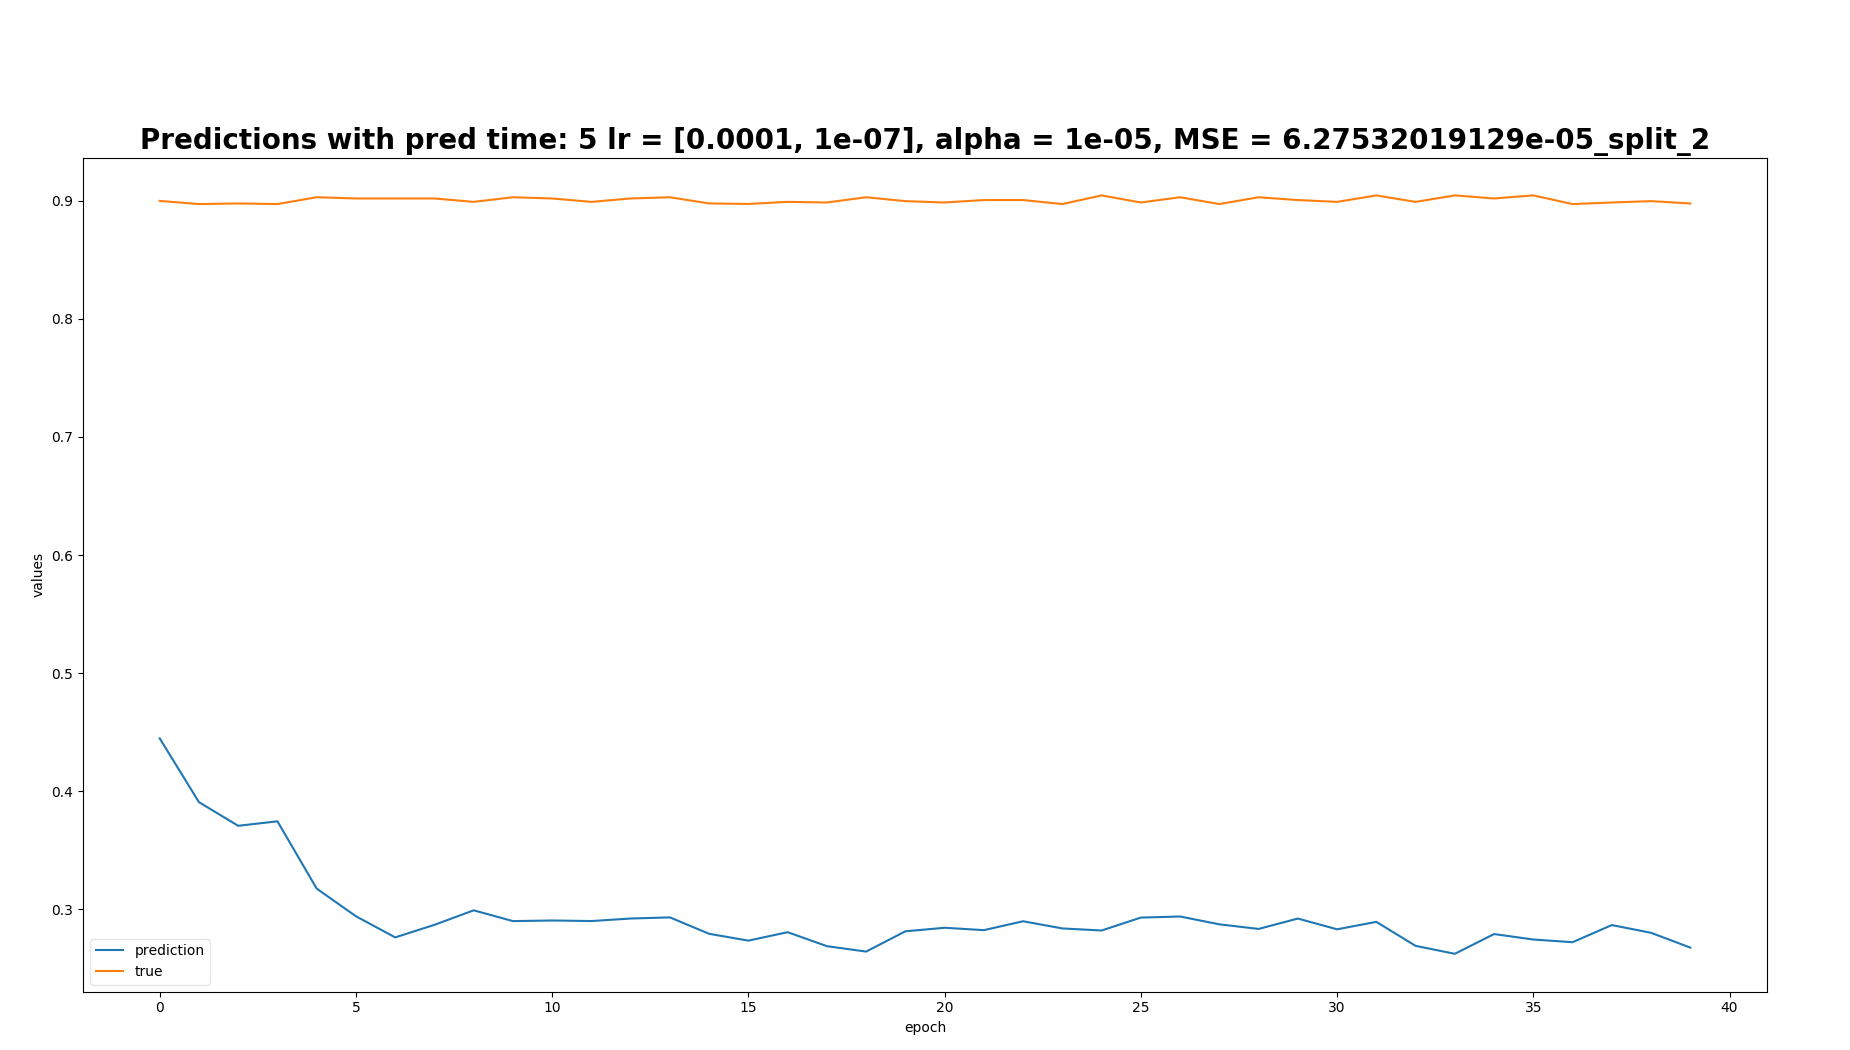 Predictions with pred time: 5 lr = [0.0001, 1e-07], alpha = 1e-05, MSE = 6.27532019129e-05_split_2
0.9
0.8
0.7
0.6
0.5
0.4
0.3
values
prediction
true
0 5 10 15 20 25 30 35 40
epoch